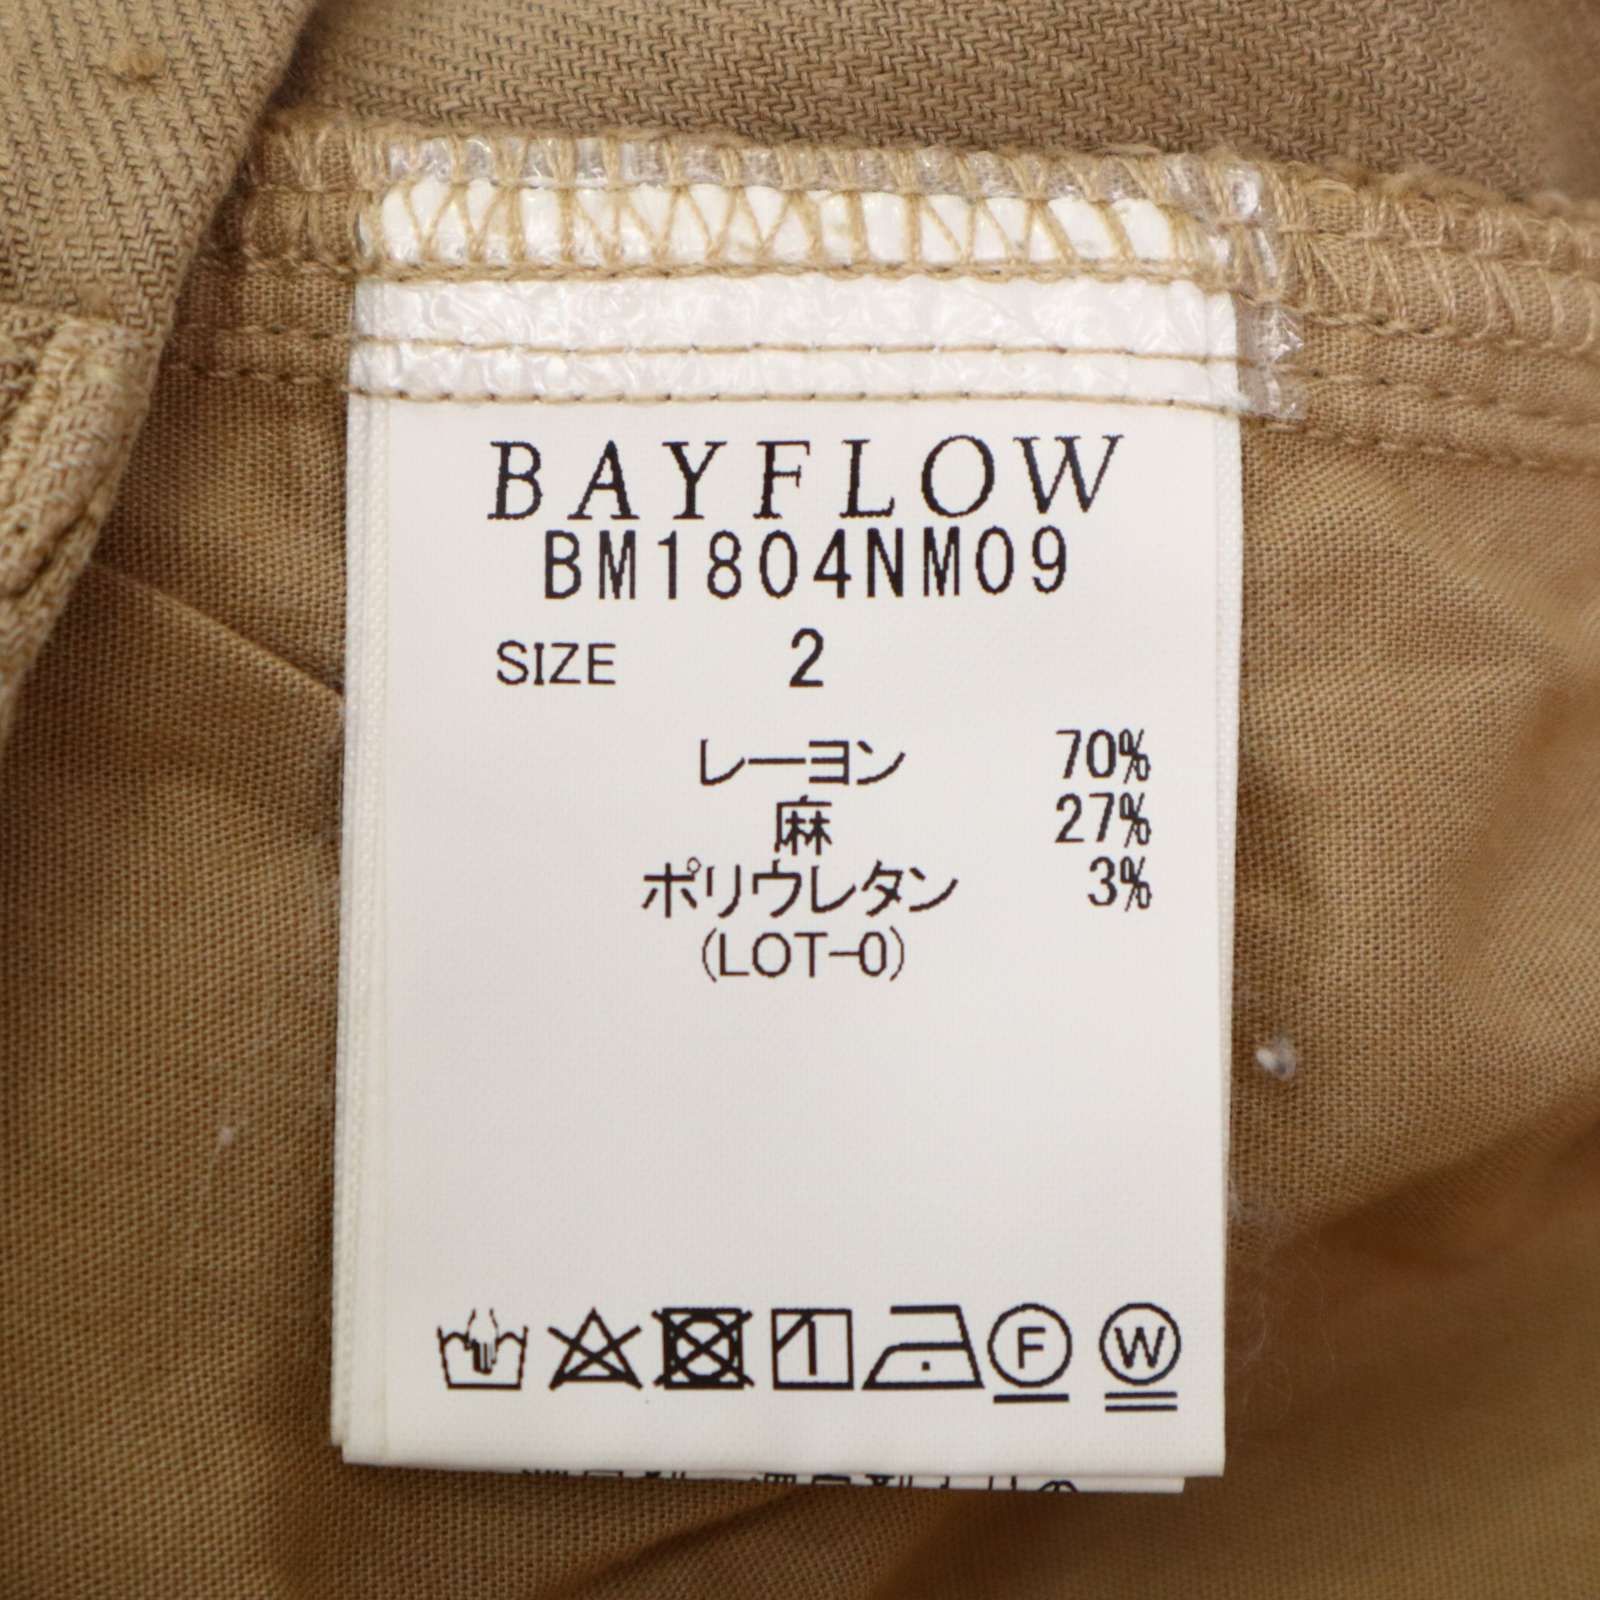 BAYFLOW
BM1804NM09
SIZE 2
レーヨン 70%
麻 27%
ポリウレタン 3%
(LOT-0)
F W